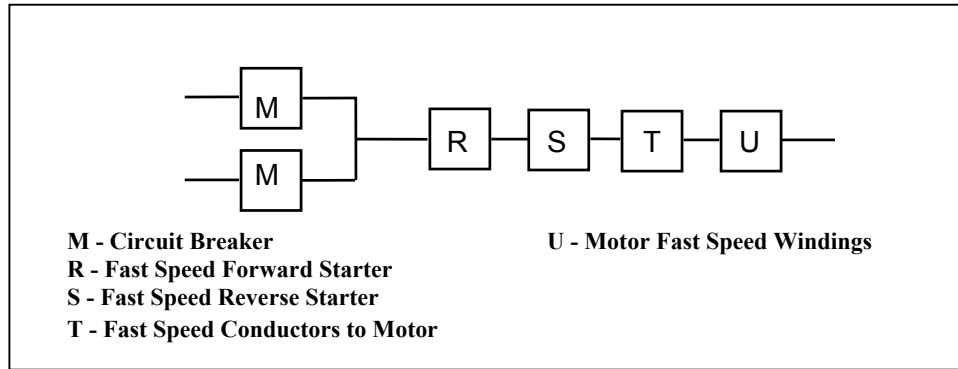 M
R S T U
M
M - Circuit Breaker U - Motor Fast Speed Windings
R - Fast Speed Forward Starter
S - Fast Speed Reverse Starter
T - Fast Speed Conductors to Motor